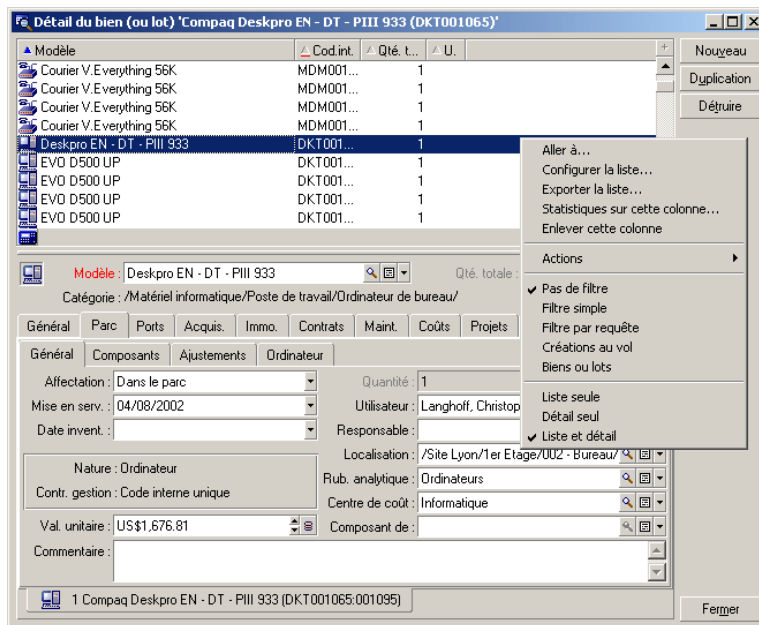 Détail du bien (ou lot) 'Compaq Deskpro EN - DT - PIII 933 (DKT001065)'
Modèle Cod.int. Qté. t... U.
Nouveau
Courier V.Everything 56K MDM001... 1
Duplication
Courier V.Everything 56K MDM001... 1
Détruire
Courier V.Everything 56K MDM001... 1
Courier V.Everything 56K MDM001... 1
Deskpro EN - DT - PIII 933 DKT001... 1
EVO D500 UP DKT001... 1
EVO D500 UP DKT001... 1
EVO D500 UP DKT001... 1
EVO D500 UP DKT001... 1
Aller à...
Configurer la liste...
Exporter la liste...
Statistiques sur cette colonne...
Enlever cette colonne
Actions
Pas de filtre
Filtre simple
Filtre par requête
Créations au vol
Biens ou lots
Liste seule
Détail seul
Liste et détail
Modèle : Deskpro EN - DT - PIII 933 Qté. totale :
Catégorie : /Matériel informatique/Poste de travail/Ordinateur de bureau/
Général Parc Ports Acquis. Immo. Contrats Maint. Coûts Projets
Général Composants Ajustements Ordinateur
Affectation : Dans le parc Quantité : 1
Mise en serv. : 04/08/2002 Utilisateur : Langhoff, Christop
Date invent. : Responsable :
Localisation : /Site Lyon/1er Etage/002 - Bureau/
Nature : Ordinateur
Rub. analytique : Ordinateurs
Contr. gestion : Code interne unique
Centre de coût : Informatique
Val. unitaire : US$1,676.81 Composant de :
Commentaire :
1 Compaq Deskpro EN - DT - PIII 933 (DKT001065:001095)
Fermer